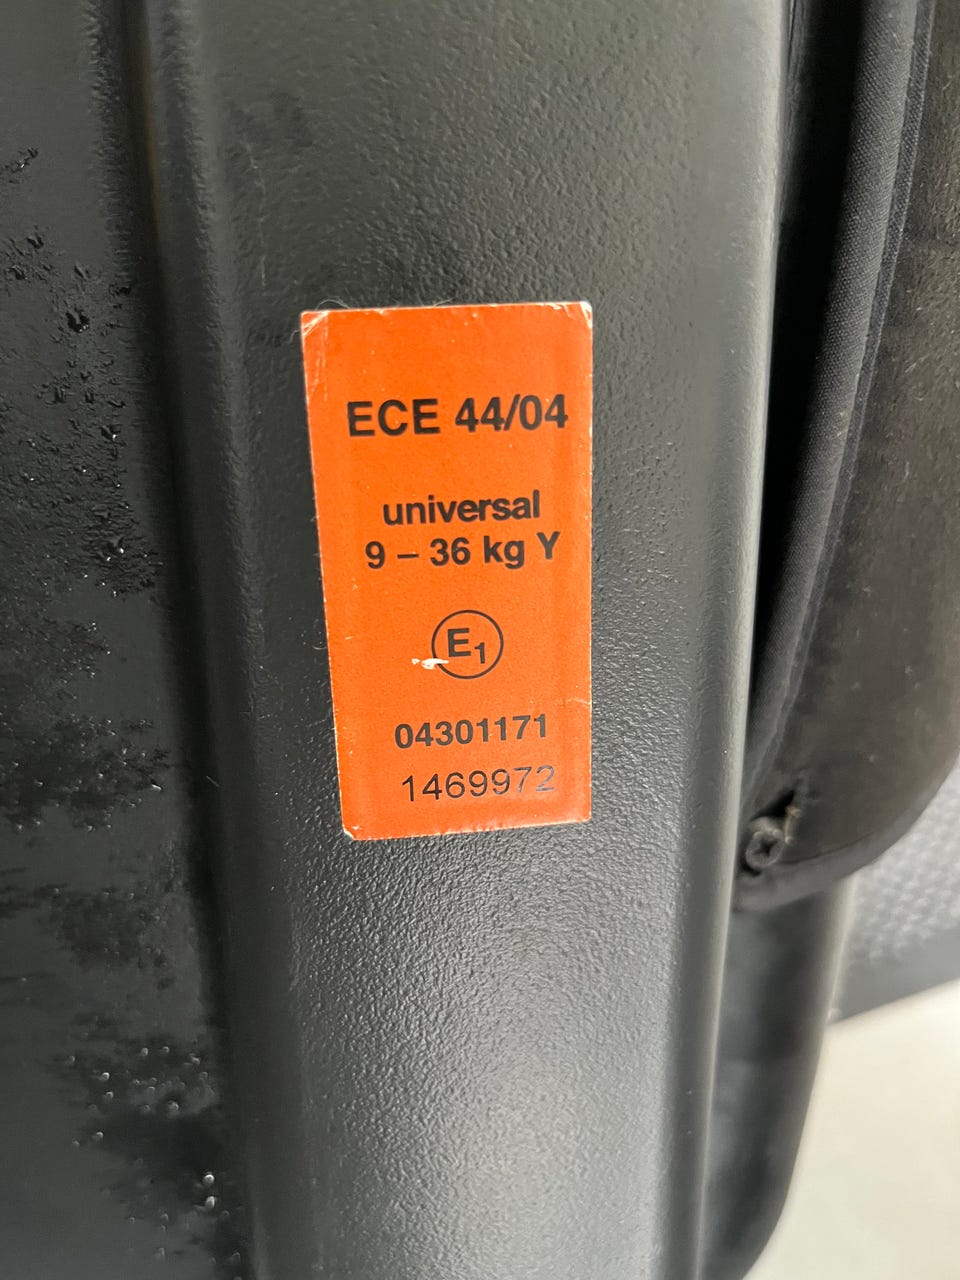 ECE 44/04
universal
9 – 36 kg Y
E1
04301171
1469972